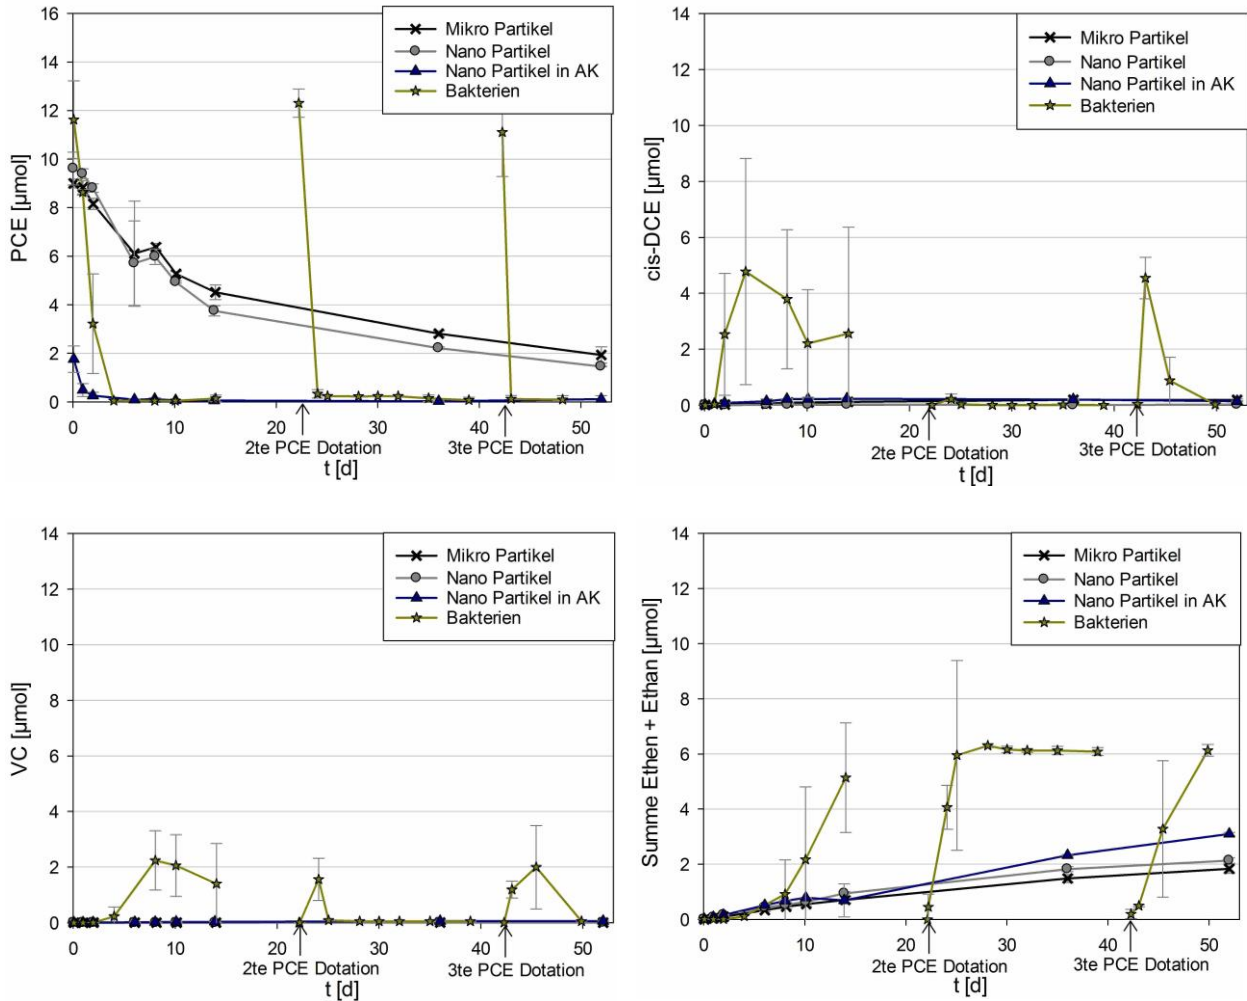 16
14
12
10
8
6
4
2
0
PCE [µmol]
Mikro Partikel
Nano Partikel
Nano Partikel in AK
Bakterien
0 10 20 30 40 50
2te PCE Dotation 3te PCE Dotation
t [d]
14
12
10
8
6
4
2
0
cis-DCE [µmol]
Mikro Partikel
Nano Partikel
Nano Partikel in AK
Bakterien
0 10 20 30 40 50
2te PCE Dotation 3te PCE Dotation
t [d]
14
12
10
8
6
4
2
0
VC [µmol]
Mikro Partikel
Nano Partikel
Nano Partikel in AK
Bakterien
0 10 20 30 40 50
2te PCE Dotation 3te PCE Dotation
t [d]
14
12
10
8
6
4
2
0
Summe Ethen + Ethan [µmol]
Mikro Partikel
Nano Partikel
Nano Partikel in AK
Bakterien
0 10 20 30 40 50
2te PCE Dotation 3te PCE Dotation
t [d]